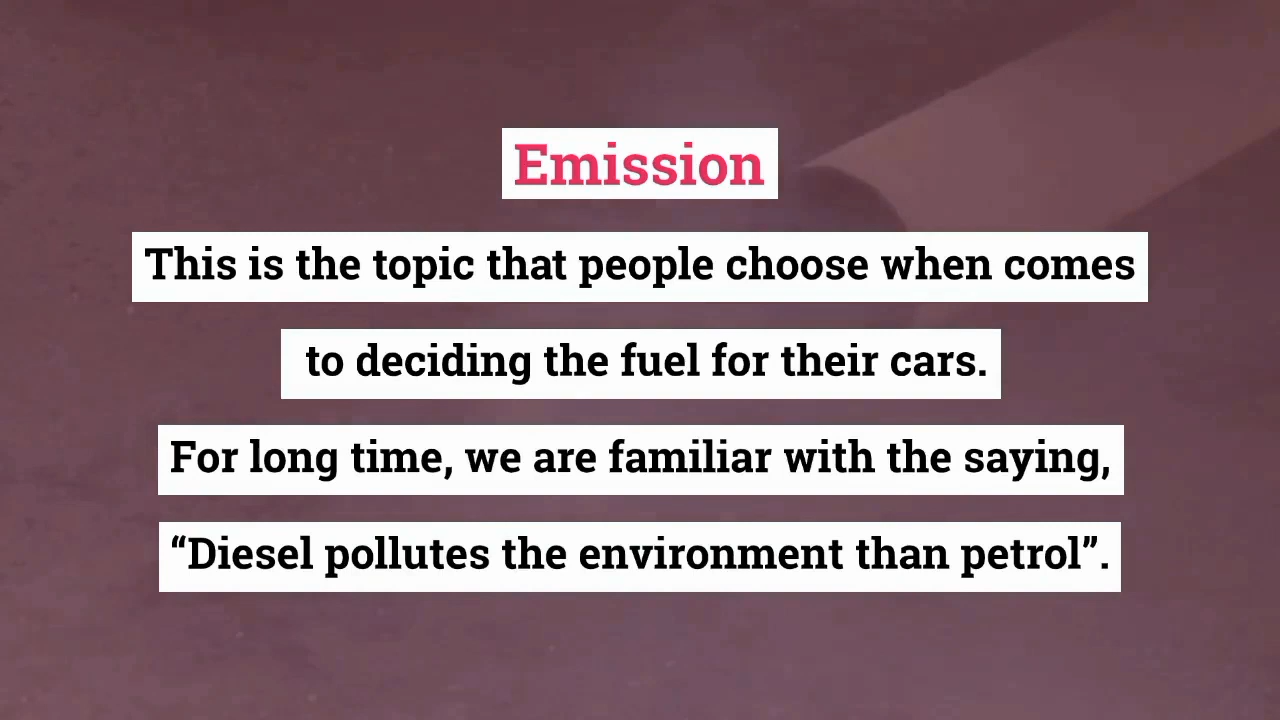 Emission
This is the topic that people choose when comes
to deciding the fuel for their cars.
For long time, we are familiar with the saying,
“Diesel pollutes the environment than petrol”.